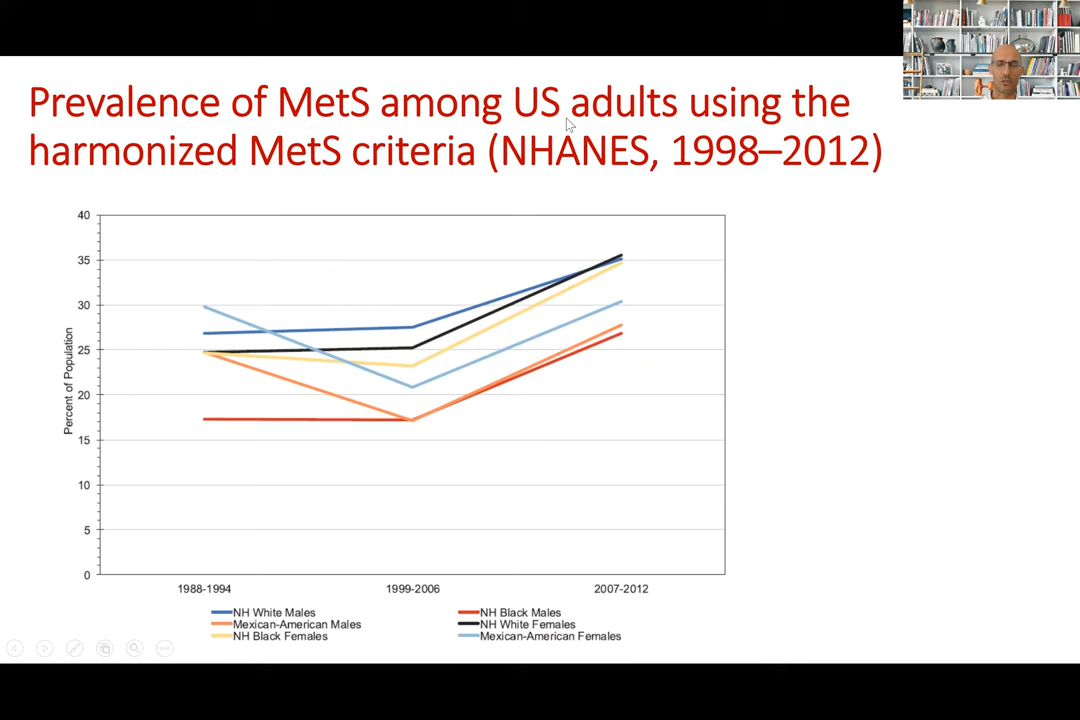 Prevalence of MetS among US adults using the
harmonized MetS criteria (NHANES, 1998–2012)
40
35
30
25
20
15
10
5
0
Percent of Population
1988-1994 1999-2006 2007-2012
NH White Males NH Black Males
Mexican-American Males NH White Females
NH Black Females Mexican-American Females